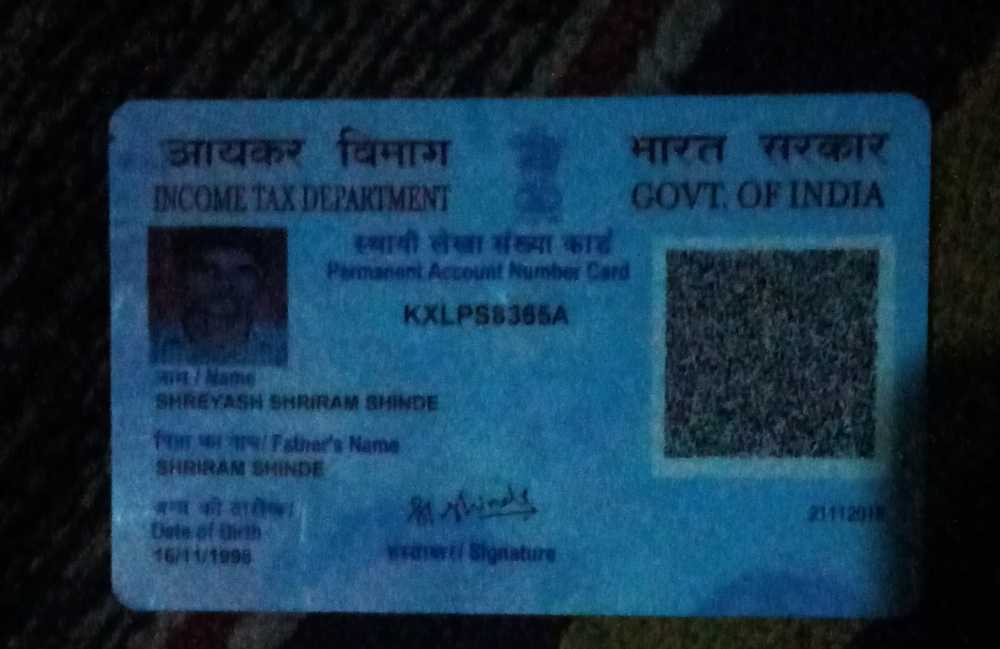 आयकर विभाग
INCOME TAX DEPARTMENT
भारत सरकार
GOVT. OF INDIA
स्थायी लेखा संख्या कार्ड
Permanent Account Number Card
KXLPS8365A
नाम / Name
SHREYASH SHRIRAM SHINDE
पिता का नाम / Father's Name
SHRIRAM SHINDE
जन्म की तारीख /
Date of Birth
16/11/1998
हस्ताक्षर / Signature